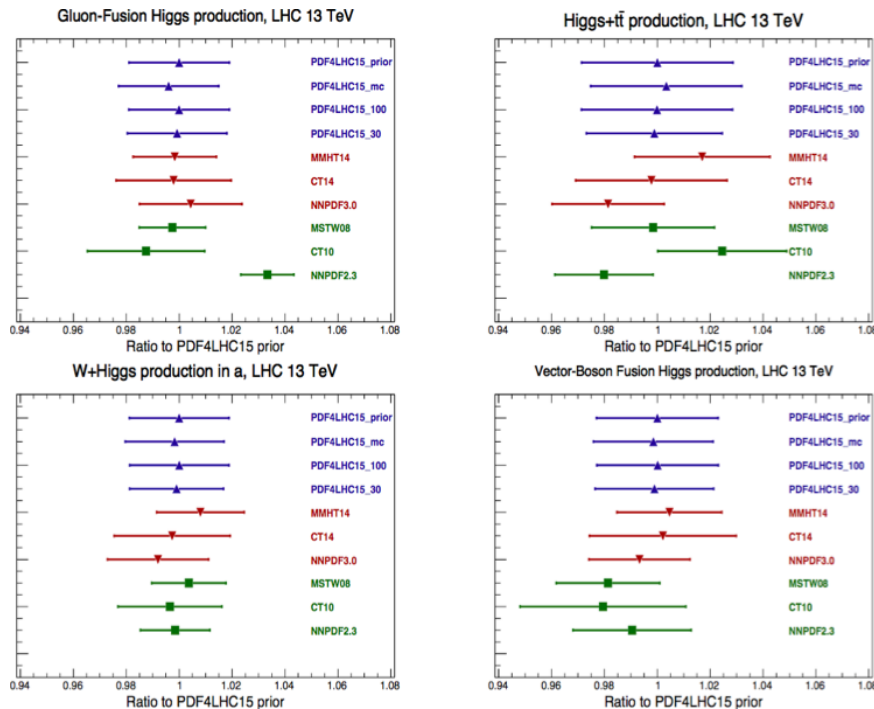 Gluon-Fusion Higgs production, LHC 13 TeV
PDF4LHC15_prior
PDF4LHC15_mc
PDF4LHC15_100
PDF4LHC15_30
MMHT14
CT14
NNPDF3.0
MSTW08
CT10
NNPDF2.3
0.94 0.96 0.98 1 1.02 1.04 1.06 1.08
Ratio to PDF4LHC15 prior
Higgs+tt̄ production, LHC 13 TeV
PDF4LHC15_prior
PDF4LHC15_mc
PDF4LHC15_100
PDF4LHC15_30
MMHT14
CT14
NNPDF3.0
MSTW08
CT10
NNPDF2.3
0.94 0.96 0.98 1 1.02 1.04 1.06 1.08
Ratio to PDF4LHC15 prior
W+Higgs production in a, LHC 13 TeV
PDF4LHC15_prior
PDF4LHC15_mc
PDF4LHC15_100
PDF4LHC15_30
MMHT14
CT14
NNPDF3.0
MSTW08
CT10
NNPDF2.3
0.94 0.96 0.98 1 1.02 1.04 1.06 1.08
Ratio to PDF4LHC15 prior
Vector-Boson Fusion Higgs production, LHC 13 TeV
PDF4LHC15_prior
PDF4LHC15_mc
PDF4LHC15_100
PDF4LHC15_30
MMHT14
CT14
NNPDF3.0
MSTW08
CT10
NNPDF2.3
0.94 0.96 0.98 1 1.02 1.04 1.06 1.08
Ratio to PDF4LHC15 prior